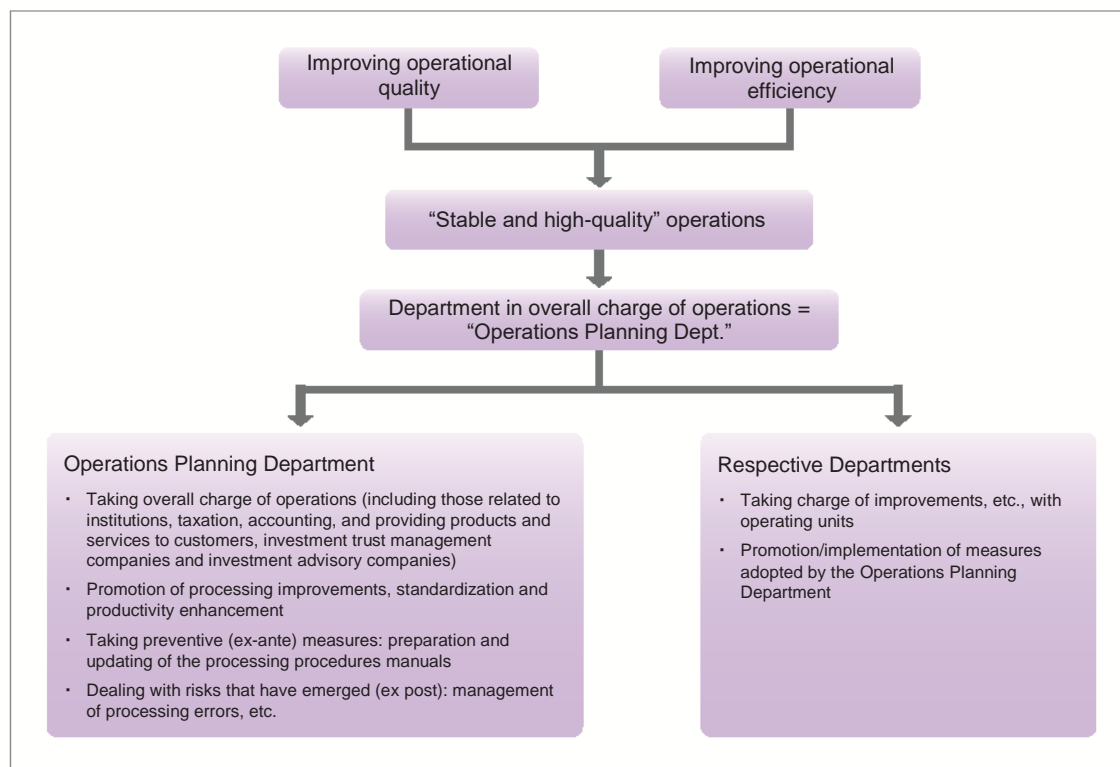 Improving operational
quality
Improving operational
efficiency
“Stable and high-quality” operations
Department in overall charge of operations =
“Operations Planning Dept.”
Operations Planning Department
・ Taking overall charge of operations (including those related to
institutions, taxation, accounting, and providing products and
services to customers, investment trust management
companies and investment advisory companies)
・ Promotion of processing improvements, standardization and
productivity enhancement
・ Taking preventive (ex-ante) measures: preparation and
updating of the processing procedures manuals
・ Dealing with risks that have emerged (ex post): management
of processing errors, etc.
Respective Departments
・ Taking charge of improvements, etc., with
operating units
・ Promotion/implementation of measures
adopted by the Operations Planning
Department